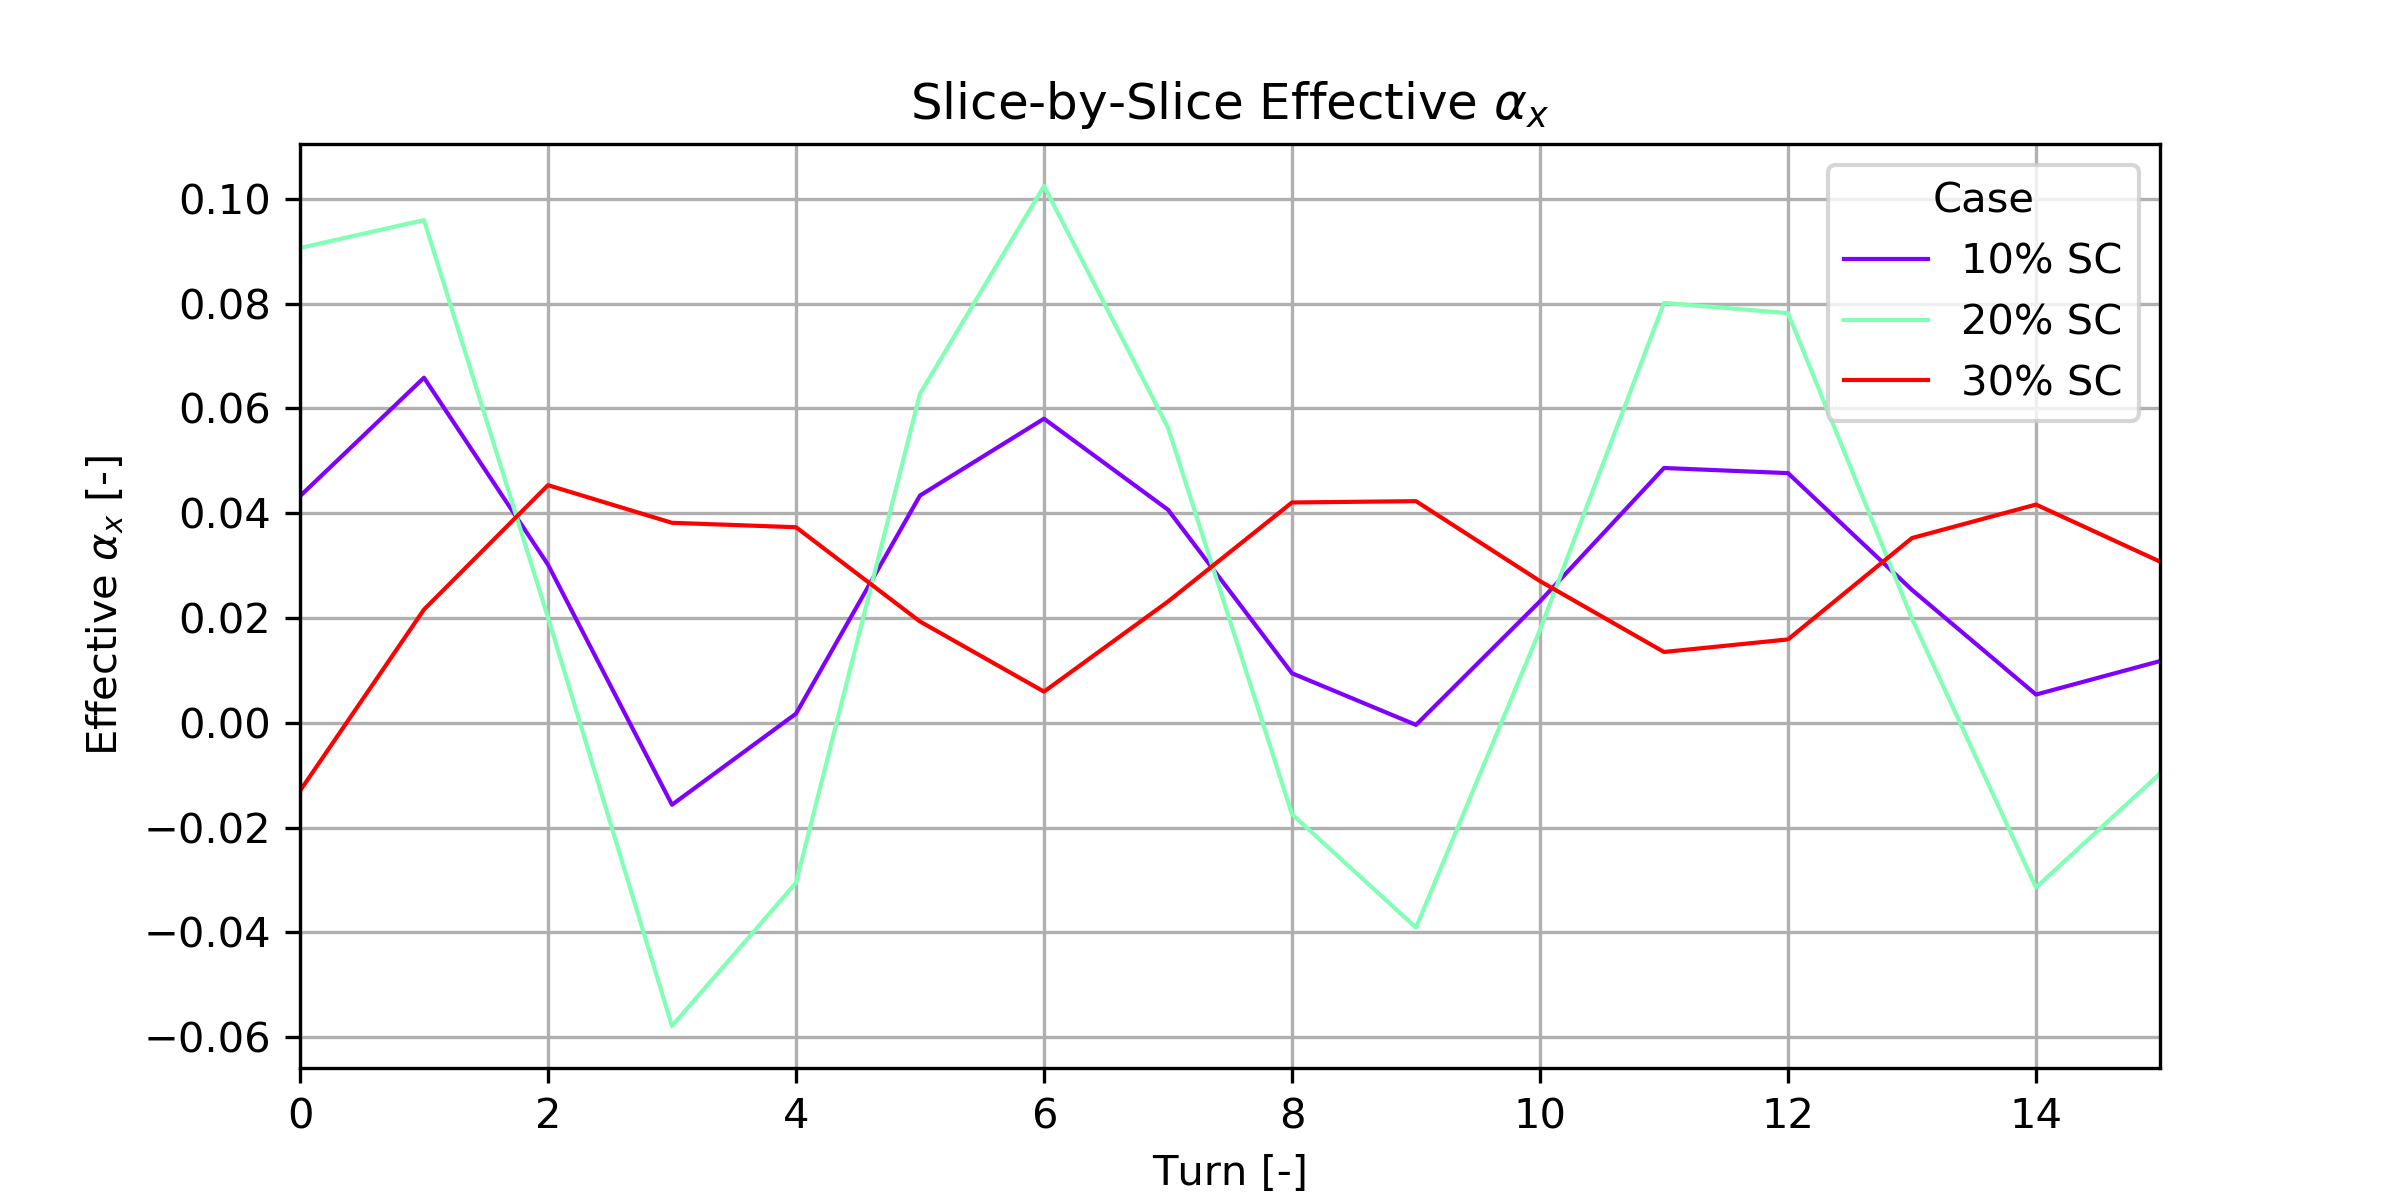 Slice-by-Slice Effective αx
Effective αx [-]
0.10
0.08
0.06
0.04
0.02
0.00
−0.02
−0.04
−0.06
Case
10% SC
20% SC
30% SC
0 2 4 6 8 10 12 14
Turn [-]